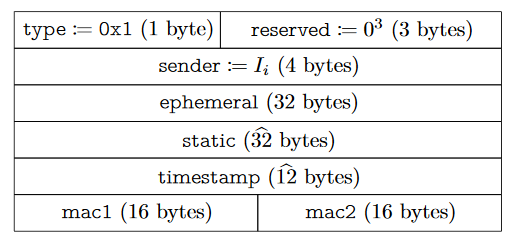 type := 0x1 (1 byte) reserved := 0³ (3 bytes)
sender := Iᵢ (4 bytes)
ephemeral (32 bytes)
static (3͡2 bytes)
timestamp (1͡2 bytes)
mac1 (16 bytes) mac2 (16 bytes)